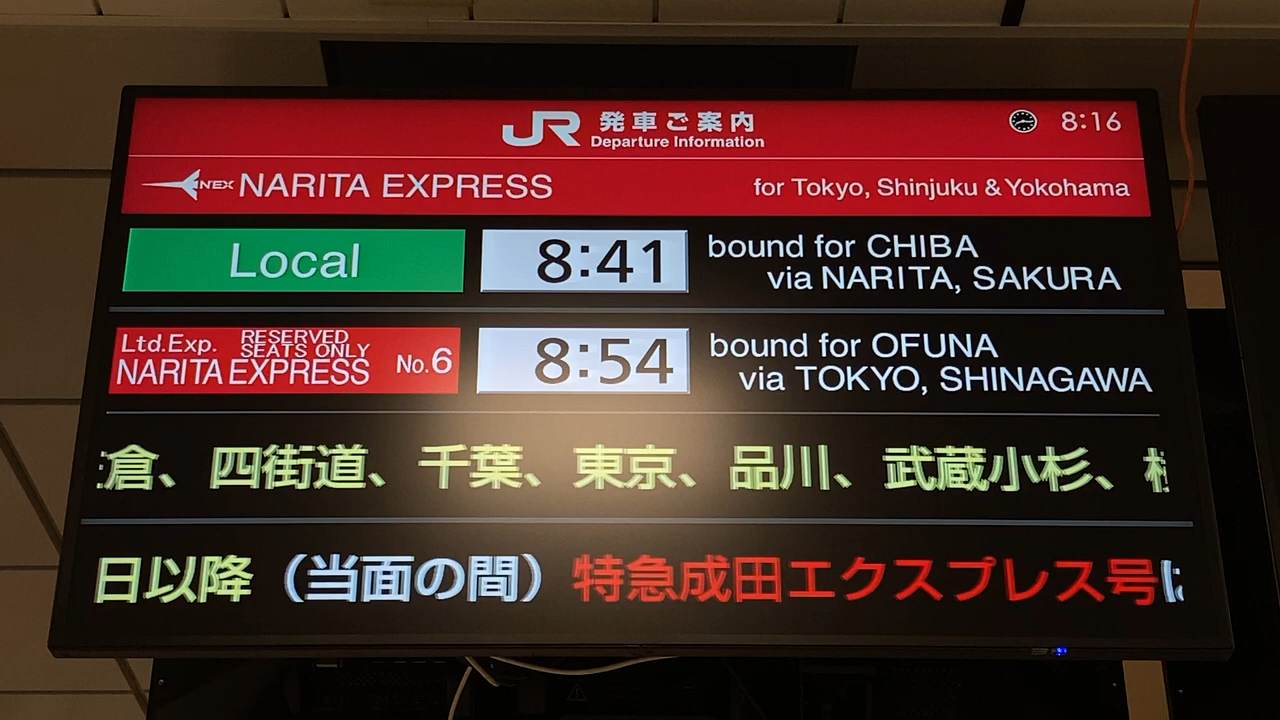 JR 発車ご案内 8:16
Departure Information
NEX NARITA EXPRESS for Tokyo, Shinjuku & Yokohama
Local 8:41 bound for CHIBA
via NARITA, SAKURA
Ltd.Exp. RESERVED SEATS ONLY
NARITA EXPRESS No.6 8:54 bound for OFUNA
via TOKYO, SHINAGAWA
倉、四街道、千葉、東京、品川、武蔵小杉、
日以降（当面の間）特急成田エクスプレス号は